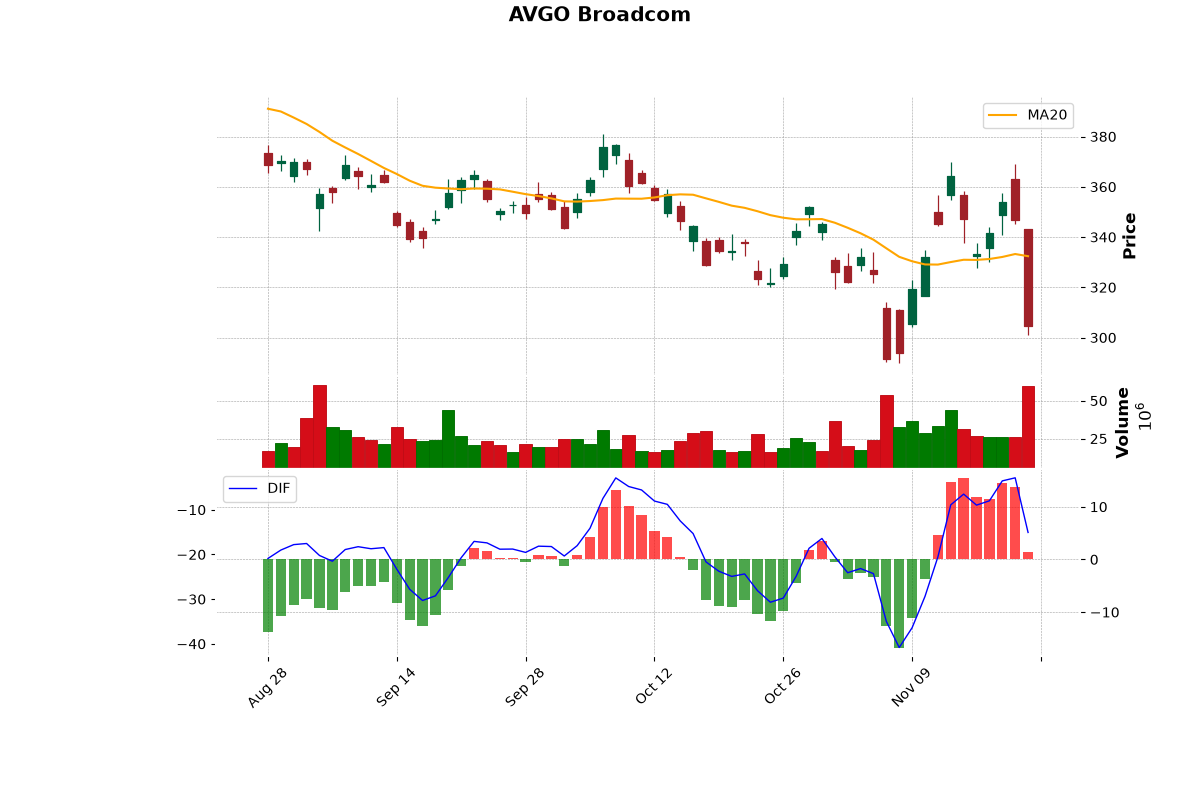 AVGO Broadcom
MA20
380
360
340
320
300
Price
50
25
Volume
10^6
DIF
−10
−20
−30
−40
10
0
−10
Aug 28
Sep 14
Sep 28
Oct 12
Oct 26
Nov 09